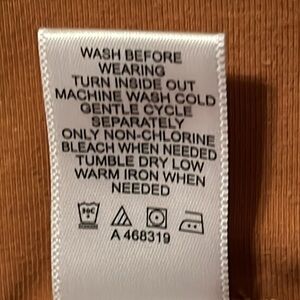 WASH BEFORE
WEARING
TURN INSIDE OUT
MACHINE WASH COLD
GENTLE CYCLE
SEPARATELY
ONLY NON-CHLORINE
BLEACH WHEN NEEDED
TUMBLE DRY LOW
WARM IRON WHEN
NEEDED
A 468319